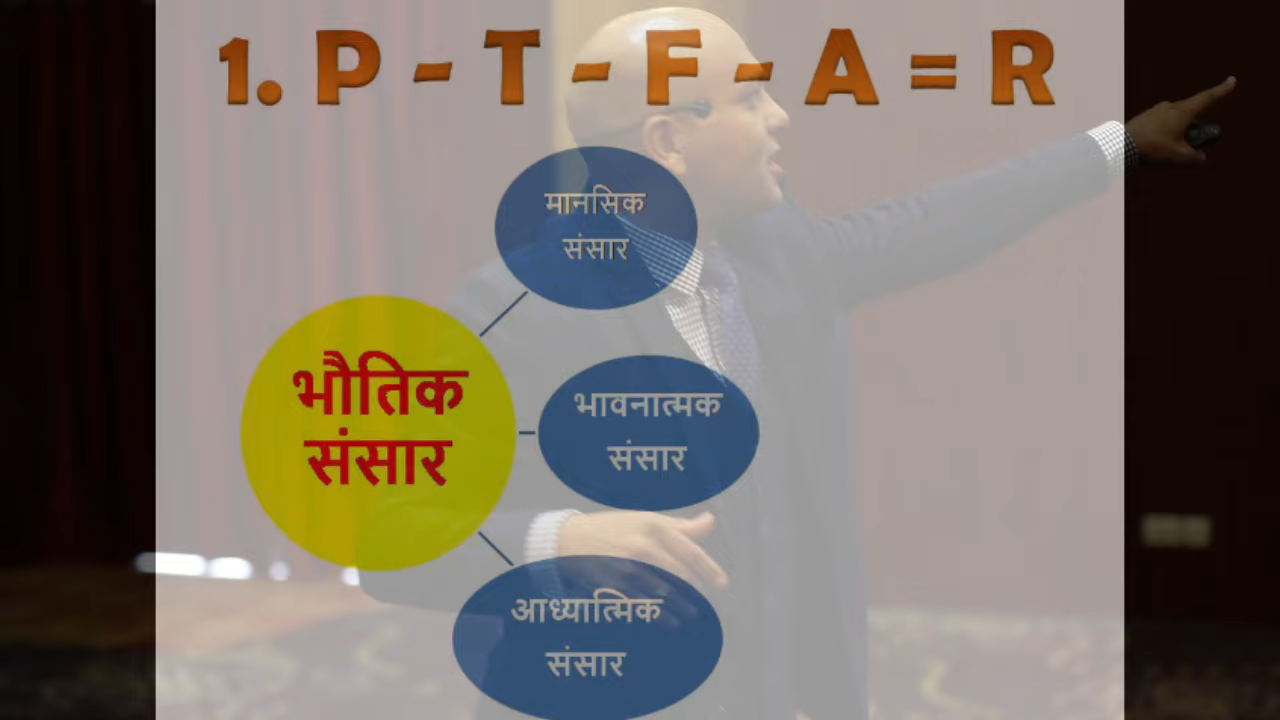 1. P - T - F - A = R
मानसिक
संसार
भौतिक
संसार
भावनात्मक
संसार
आध्यात्मिक
संसार